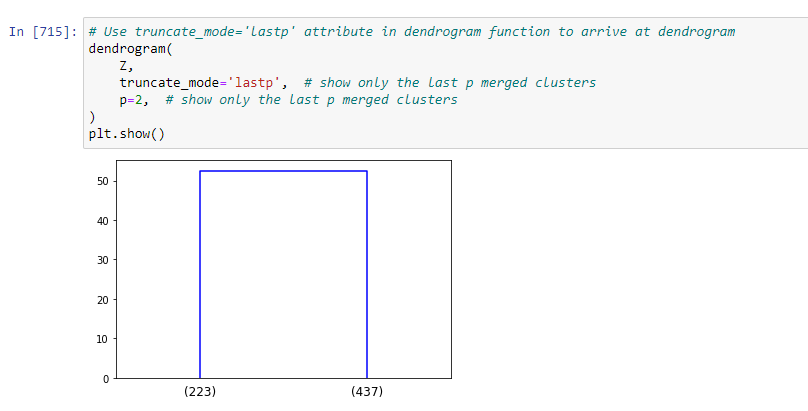 In [715]: # Use truncate_mode='lastp' attribute in dendrogram function to arrive at dendrogram
dendrogram(
    Z,
    truncate_mode='lastp',  # show only the last p merged clusters
    p=2,  # show only the last p merged clusters
)
plt.show()
50
40
30
20
10
0
(223) (437)